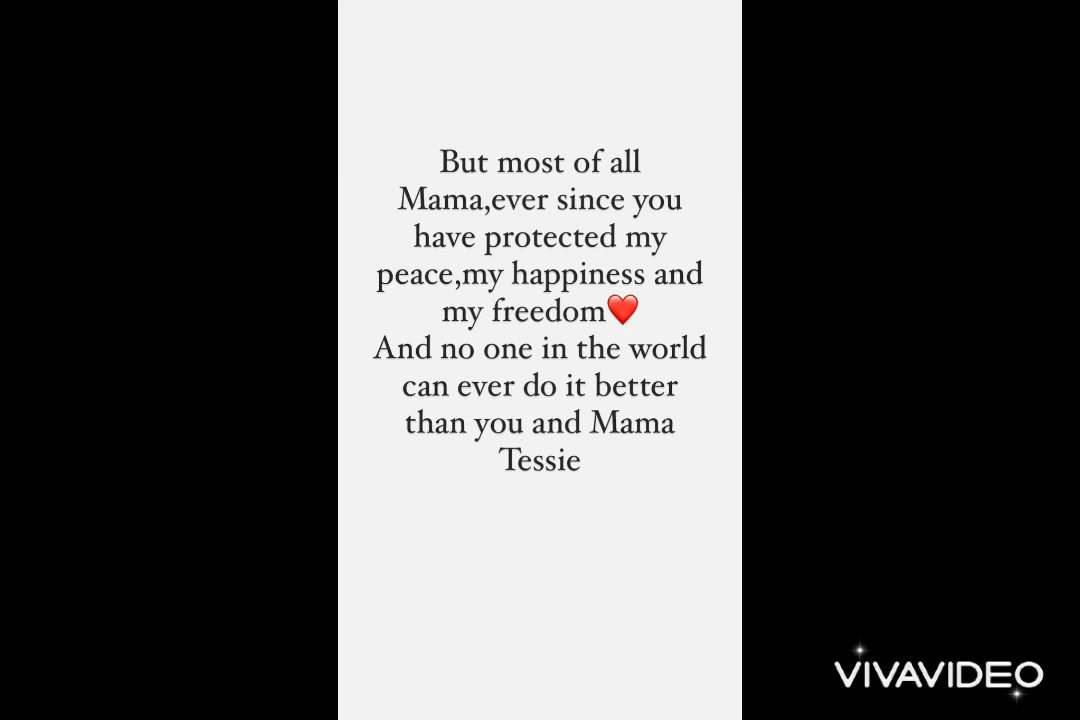 But most of all
Mama,ever since you
have protected my
peace,my happiness and
my freedom❤️
And no one in the world
can ever do it better
than you and Mama
Tessie
VIVAVIDEO